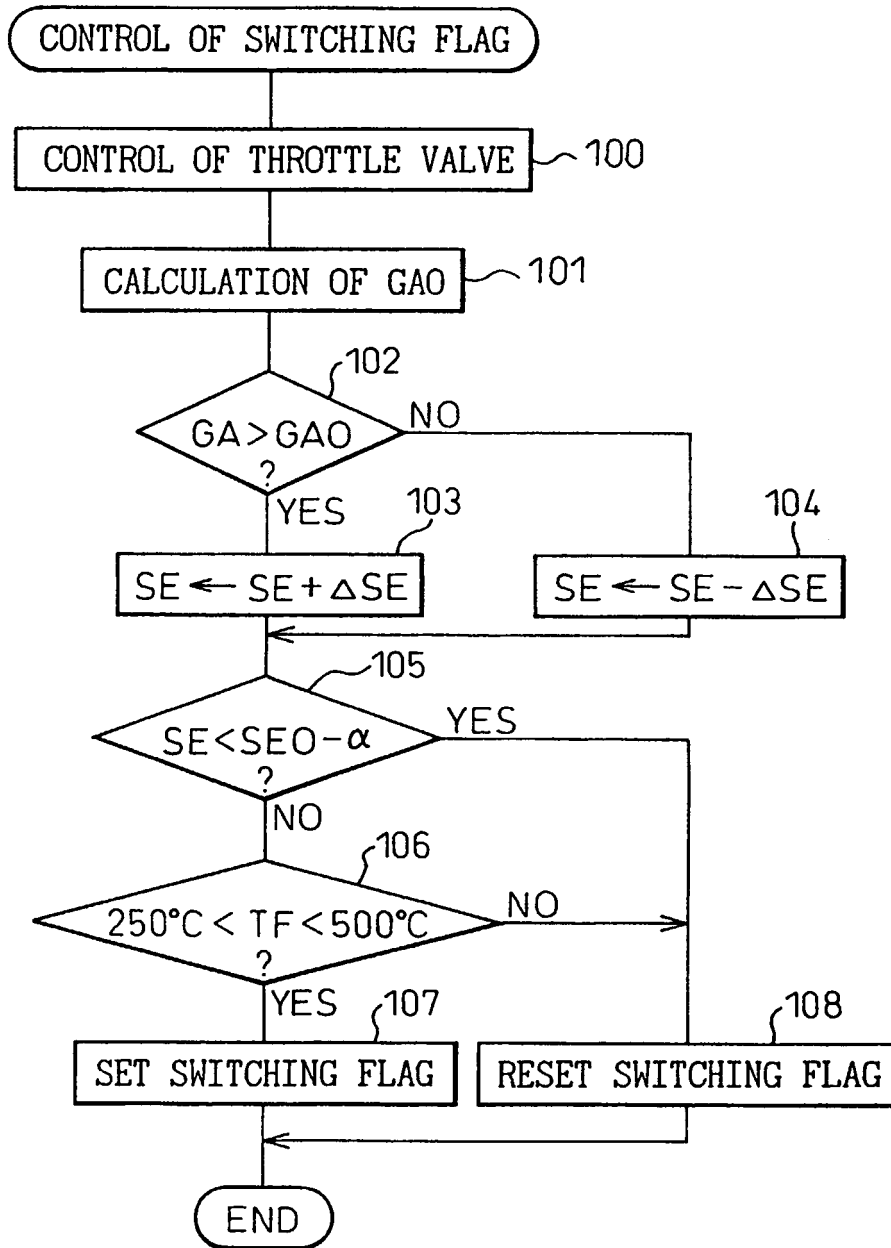 CONTROL OF SWITCHING FLAG
CONTROL OF THROTTLE VALVE
100
CALCULATION OF GAO
101
102
GA>GAO
?
NO
YES
103
SE ← SE + △SE
104
SE ← SE - △SE
105
SE<SEO-α
?
YES
NO
106
250°C < TF < 500°C
?
NO
YES
107
SET SWITCHING FLAG
108
RESET SWITCHING FLAG
END